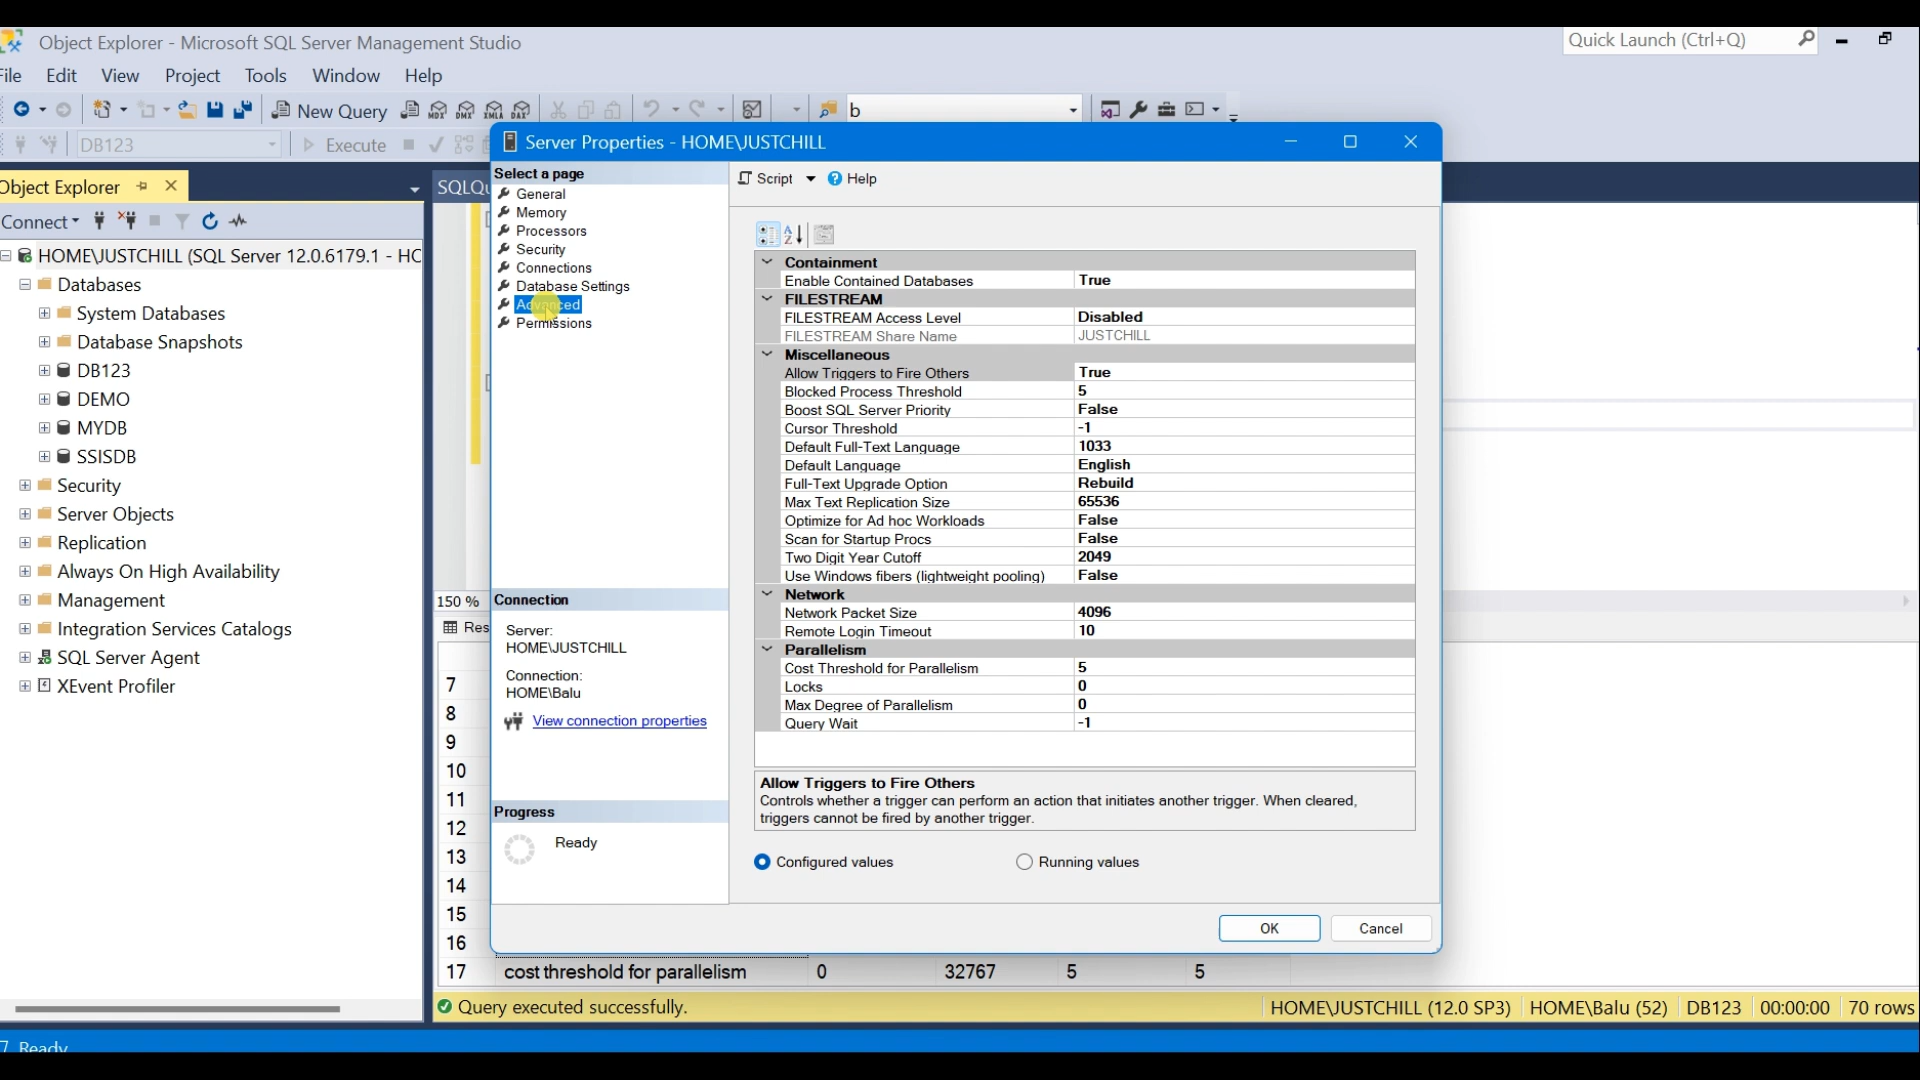 Object Explorer - Microsoft SQL Server Management Studio
Quick Launch (Ctrl+Q)
File Edit View Project Tools Window Help
New Query MDX DMX XMLA DAX b
DB123 Execute
Object Explorer
Connect
HOME\JUSTCHILL (SQL Server 12.0.6179.1 - HO
Databases
System Databases
Database Snapshots
DB123
DEMO
MYDB
SSISDB
Security
Server Objects
Replication
Always On High Availability
Management
Integration Services Catalogs
SQL Server Agent
XEvent Profiler
SQLQu
150 %
Res
7
8
9
10
11
12
13
14
15
16
17 cost threshold for parallelism 0 32767 5 5
Server Properties - HOME\JUSTCHILL
Select a page
General
Memory
Processors
Security
Connections
Database Settings
Advanced
Permissions
Connection
Server:
HOME\JUSTCHILL
Connection:
HOME\Balu
View connection properties
Progress
Ready
Script Help
Containment
Enable Contained Databases True
FILESTREAM
FILESTREAM Access Level Disabled
FILESTREAM Share Name JUSTCHILL
Miscellaneous
Allow Triggers to Fire Others True
Blocked Process Threshold 5
Boost SQL Server Priority False
Cursor Threshold -1
Default Full-Text Language 1033
Default Language English
Full-Text Upgrade Option Rebuild
Max Text Replication Size 65536
Optimize for Ad hoc Workloads False
Scan for Startup Procs False
Two Digit Year Cutoff 2049
Use Windows fibers (lightweight pooling) False
Network
Network Packet Size 4096
Remote Login Timeout 10
Parallelism
Cost Threshold for Parallelism 5
Locks 0
Max Degree of Parallelism 0
Query Wait -1
Allow Triggers to Fire Others
Controls whether a trigger can perform an action that initiates another trigger. When cleared,
triggers cannot be fired by another trigger.
Configured values Running values
OK Cancel
Query executed successfully. HOME\JUSTCHILL (12.0 SP3) HOME\Balu (52) DB123 00:00:00 70 rows
Ready